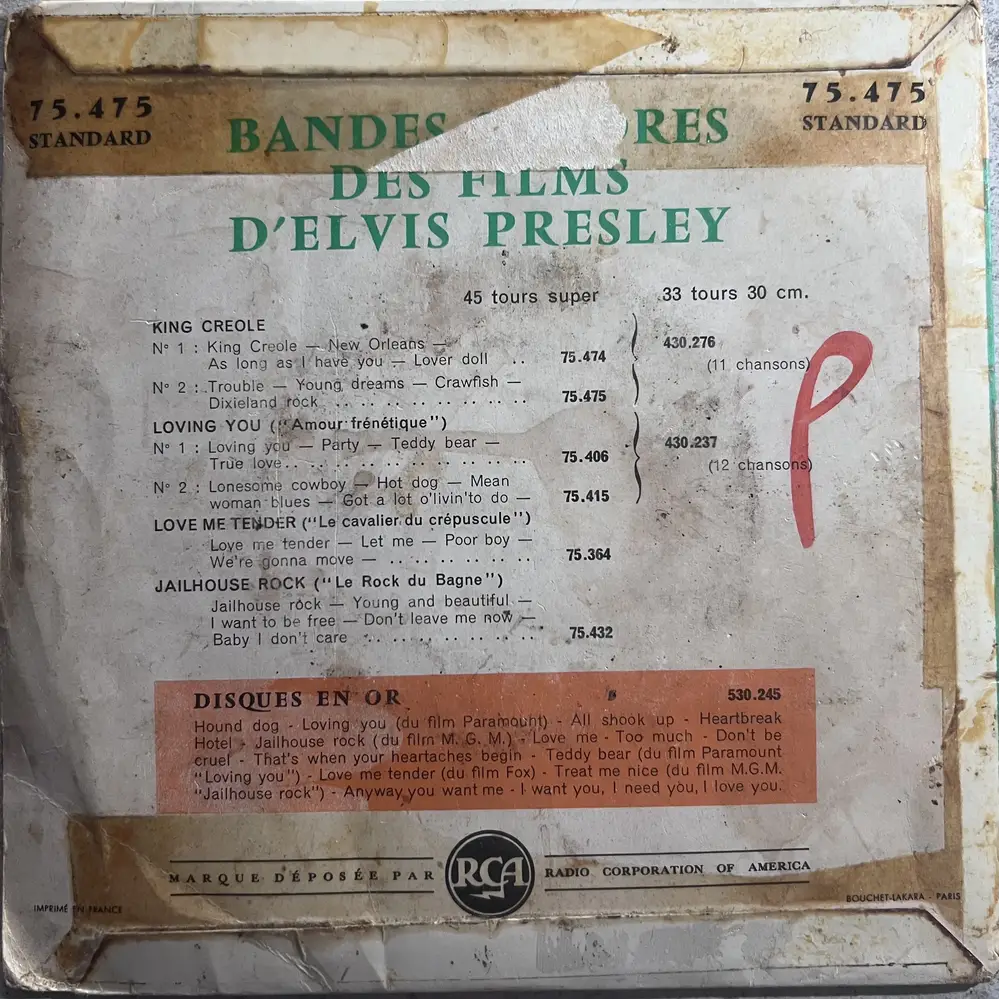 75.475
STANDARD
75.475
STANDARD
BANDES
DES FILMS
D'ELVIS PRESLEY
45 tours super 33 tours 30 cm.
KING CREOLE
N° 1 : King Creole — New Orleans —
As long as I have you — Lover doll .. 75.474
430.276
(11 chansons)
N° 2 : Trouble — Young dreams — Crawfish —
Dixieland rock .. .. .. .. .. .. .. .. .. 75.475
LOVING YOU ("Amour frénétique")
N° 1 : Loving you — Party — Teddy bear —
True love .. .. .. .. .. .. .. .. .. .. 75.406
430.237
(12 chansons)
N° 2 : Lonesome cowboy — Hot dog — Mean
woman blues — Got a lot o'livin'to do — 75.415
LOVE ME TENDER ("Le cavalier du crépuscule")
Love me tender — Let me — Poor boy —
We're gonna move — .. .. .. .. .. .. 75.364
JAILHOUSE ROCK ("Le Rock du Bagne")
Jailhouse rock — Young and beautiful —
I want to be free — Don't leave me now —
Baby I don't care .. .. .. .. .. .. .. 75.432
P
DISQUES EN OR 530.245
Hound dog - Loving you (du film Paramount) - All shook up - Heartbreak
Hotel - Jailhouse rock (du film M. G. M.) - Love me - Too much - Don't be
cruel - That's when your heartaches begin - Teddy bear (du film Paramount
"Loving you") - Love me tender (du film Fox) - Treat me nice (du film M.G.M.
"Jailhouse rock") - Anyway you want me - I want you, I need you, I love you.
MARQUE DÉPOSÉE PAR RCA RADIO CORPORATION OF AMERICA
IMPRIMÉ EN FRANCE
BOUCHET-LAKARA - PARIS